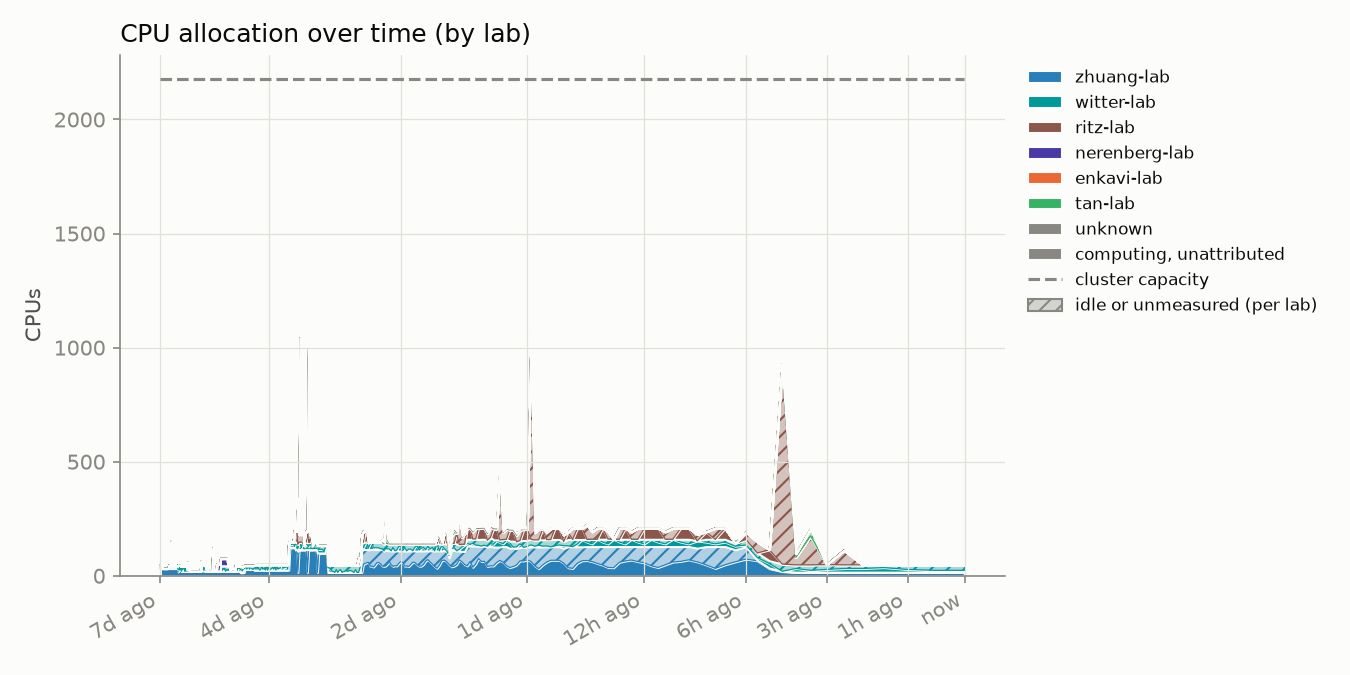 CPU allocation over time (by lab)
CPUs
2000
1500
1000
500
0
7d ago
4d ago
2d ago
1d ago
12h ago
6h ago
3h ago
1h ago
now
zhuang-lab
witter-lab
ritz-lab
nerenberg-lab
enkavi-lab
tan-lab
unknown
computing, unattributed
cluster capacity
idle or unmeasured (per lab)